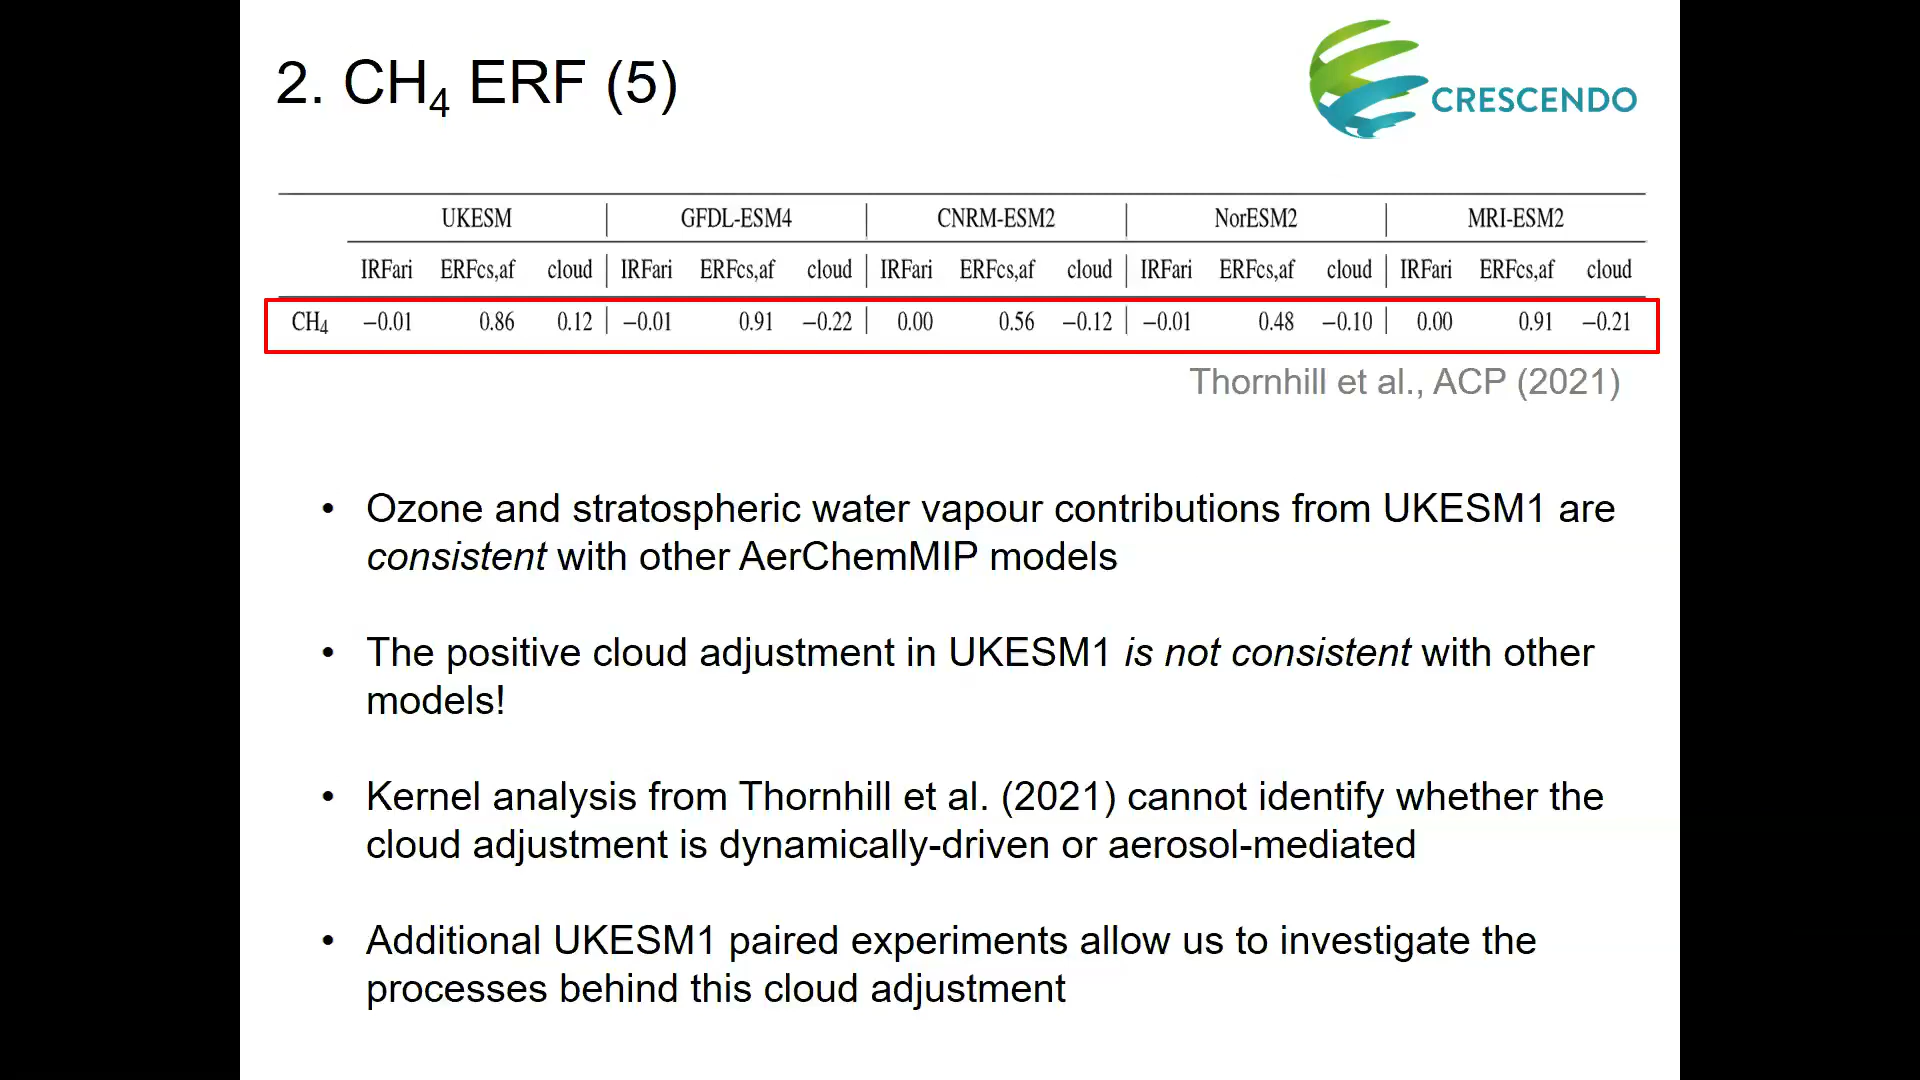 2. CH₄ ERF (5)
CRESCENDO
UKESM GFDL-ESM4 CNRM-ESM2 NorESM2 MRI-ESM2
IRFari ERFcs,af cloud IRFari ERFcs,af cloud IRFari ERFcs,af cloud IRFari ERFcs,af cloud IRFari ERFcs,af cloud
CH₄ −0.01 0.86 0.12 −0.01 0.91 −0.22 0.00 0.56 −0.12 −0.01 0.48 −0.10 0.00 0.91 −0.21
Thornhill et al., ACP (2021)
• Ozone and stratospheric water vapour contributions from UKESM1 are
consistent with other AerChemMIP models
• The positive cloud adjustment in UKESM1 is not consistent with other
models!
• Kernel analysis from Thornhill et al. (2021) cannot identify whether the
cloud adjustment is dynamically-driven or aerosol-mediated
• Additional UKESM1 paired experiments allow us to investigate the
processes behind this cloud adjustment